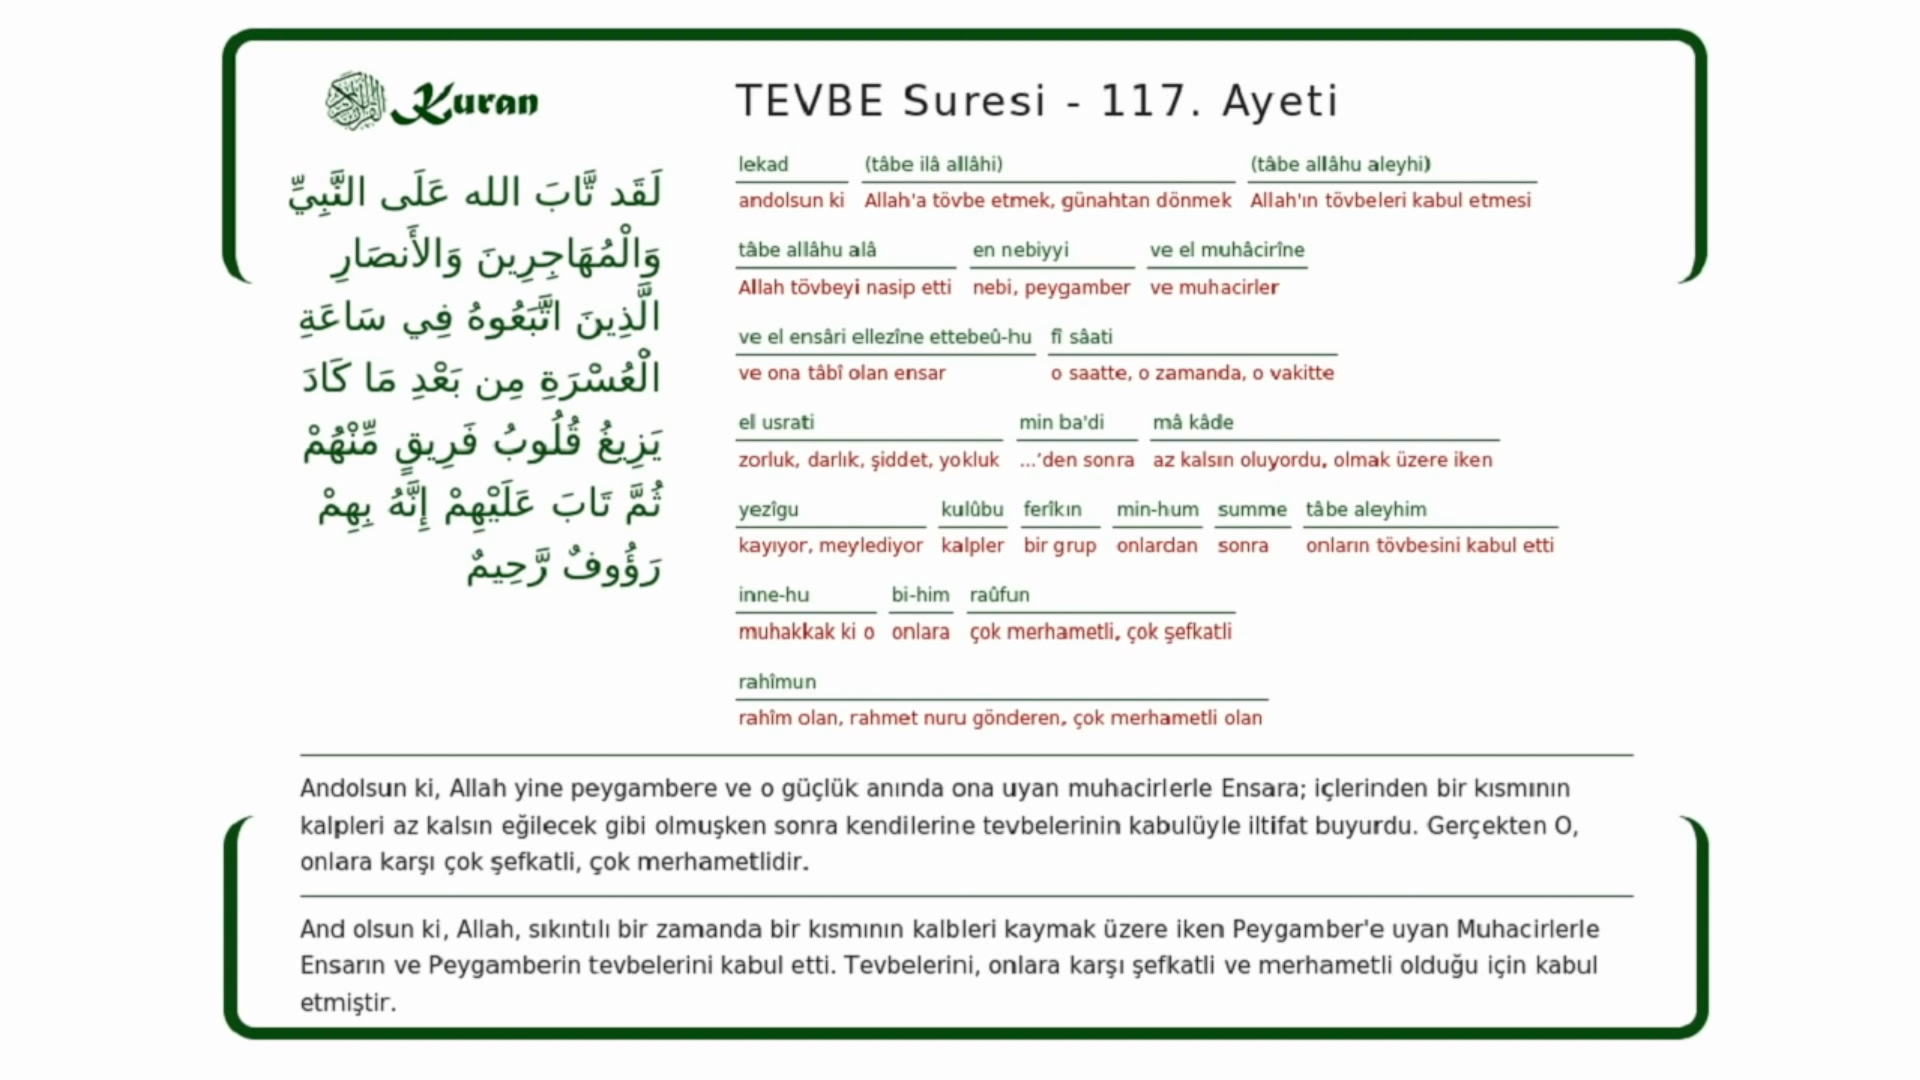 Kuran
TEVBE Suresi - 117. Ayeti
لَقَد تَّابَ الله عَلَى النَّبِيِّ
وَالْمُهَاجِرِينَ وَالأَنصَارِ
الَّذِينَ اتَّبَعُوهُ فِي سَاعَةِ
الْعُسْرَةِ مِن بَعْدِ مَا كَادَ
يَزِيغُ قُلُوبُ فَرِيقٍ مِّنْهُمْ
ثُمَّ تَابَ عَلَيْهِمْ إِنَّهُ بِهِمْ
رَؤُوفٌ رَّحِيمٌ
lekad (tâbe ilâ allâhi) (tâbe allâhu aleyhi)
andolsun ki Allah'a tövbe etmek, günahtan dönmek Allah'ın tövbeleri kabul etmesi
tâbe allâhu alâ en nebiyyi ve el muhâcirîne
Allah tövbeyi nasip etti nebi, peygamber ve muhacirler
ve el ensâri ellezîne ettebeû-hu fî sâati
ve ona tâbî olan ensar o saatte, o zamanda, o vakitte
el usrati min ba'di mâ kâde
zorluk, darlık, şiddet, yokluk ...'den sonra az kalsın oluyordu, olmak üzere iken
yezîgu kulûbu ferîkın min-hum summe tâbe aleyhim
kayıyor, meylediyor kalpler bir grup onlardan sonra onların tövbesini kabul etti
inne-hu bi-him raûfun
muhakkak ki o onlara çok merhametli, çok şefkatli
rahîmun
rahîm olan, rahmet nuru gönderen, çok merhametli olan
Andolsun ki, Allah yine peygambere ve o güçlük anında ona uyan muhacirlerle Ensara; içlerinden bir kısmının
kalpleri az kalsın eğilecek gibi olmuşken sonra kendilerine tevbelerinin kabulüyle iltifat buyurdu. Gerçekten O,
onlara karşı çok şefkatli, çok merhametlidir.
And olsun ki, Allah, sıkıntılı bir zamanda bir kısmının kalbleri kaymak üzere iken Peygamber'e uyan Muhacirlerle
Ensarın ve Peygamberin tevbelerini kabul etti. Tevbelerini, onlara karşı şefkatli ve merhametli olduğu için kabul
etmiştir.